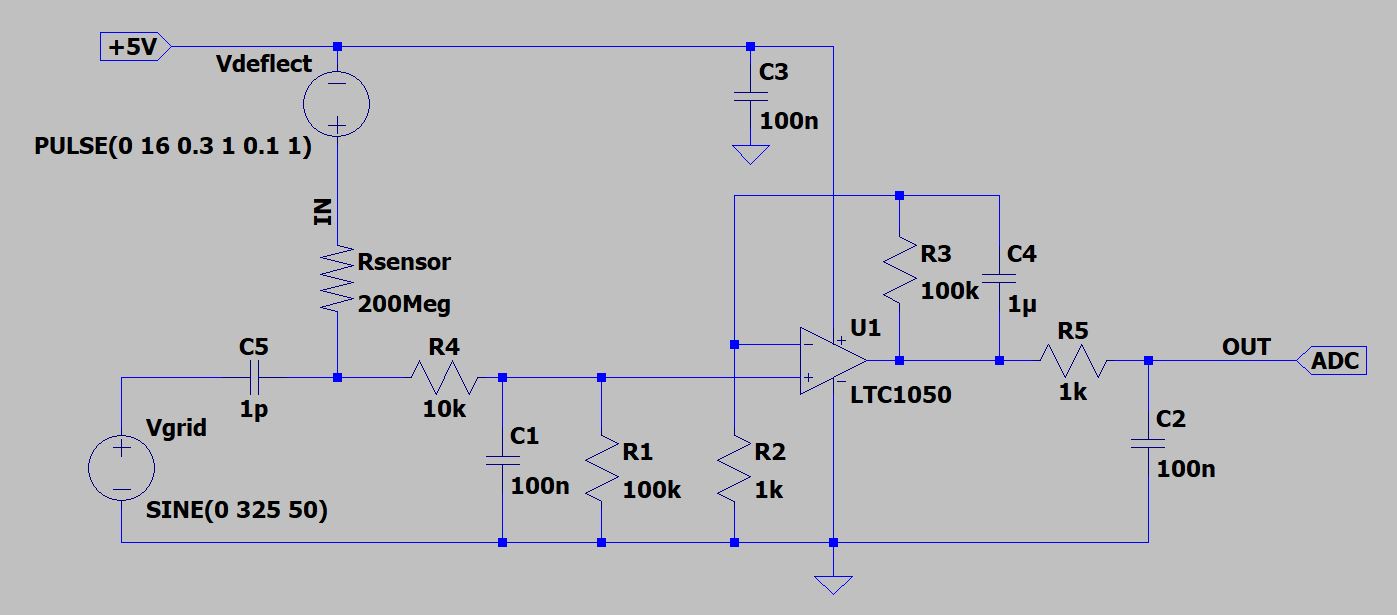 +5V
Vdeflect
PULSE(0 16 0.3 1 0.1 1)
IN
Rsensor
200Meg
C3
100n
R3
100k
C4
1µ
U1
LTC1050
R5
1k
OUT
ADC
C5
1p
R4
10k
Vgrid
SINE(0 325 50)
C1
100n
R1
100k
R2
1k
C2
100n